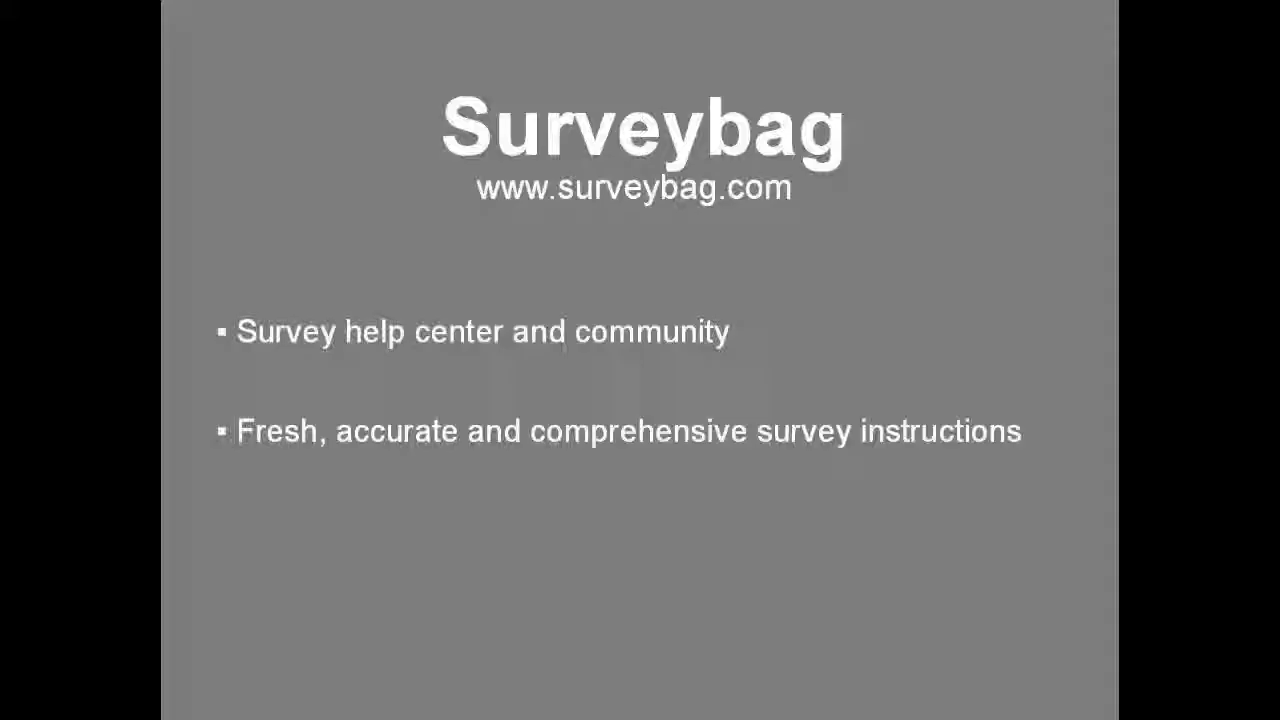 Surveybag
www.surveybag.com
▪ Survey help center and community
▪ Fresh, accurate and comprehensive survey instructions